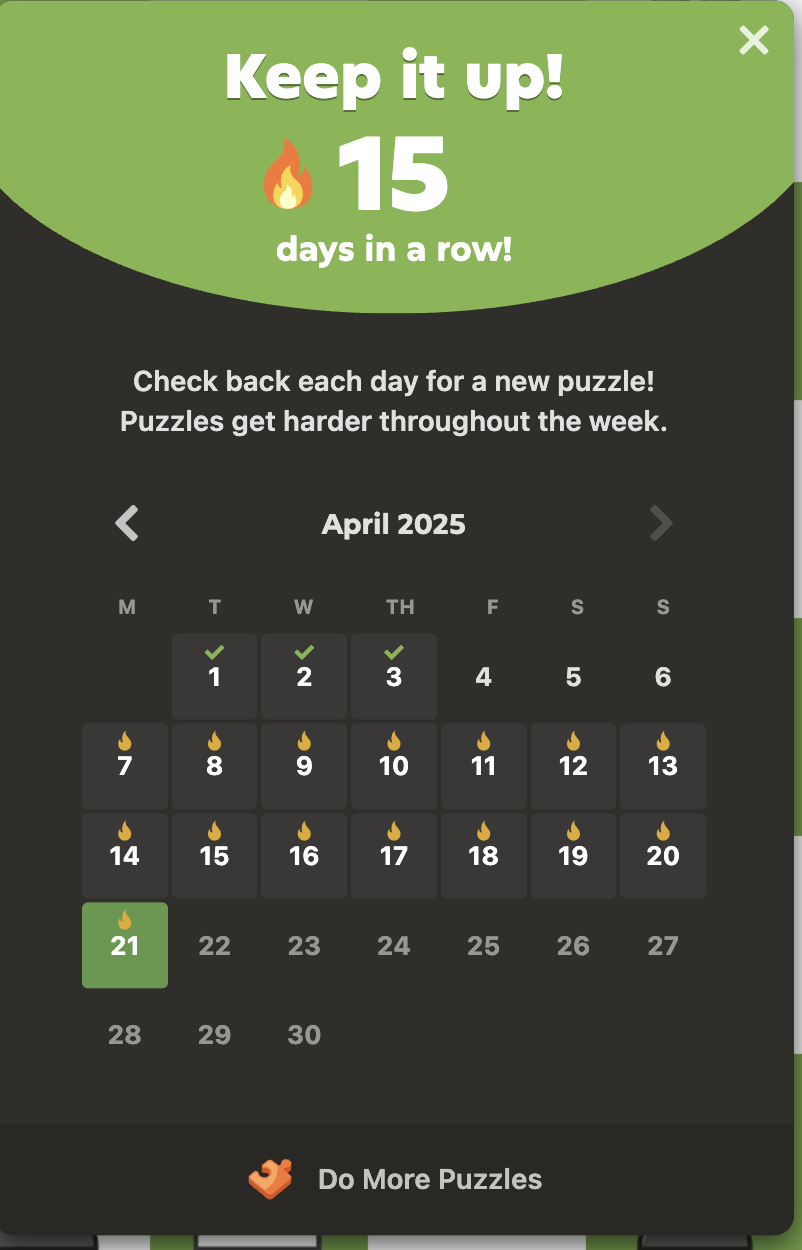 Keep it up!
15
days in a row!
Check back each day for a new puzzle!
Puzzles get harder throughout the week.
April 2025
M T W TH F S S
1 2 3 4 5 6
7 8 9 10 11 12 13
14 15 16 17 18 19 20
21 22 23 24 25 26 27
28 29 30
Do More Puzzles